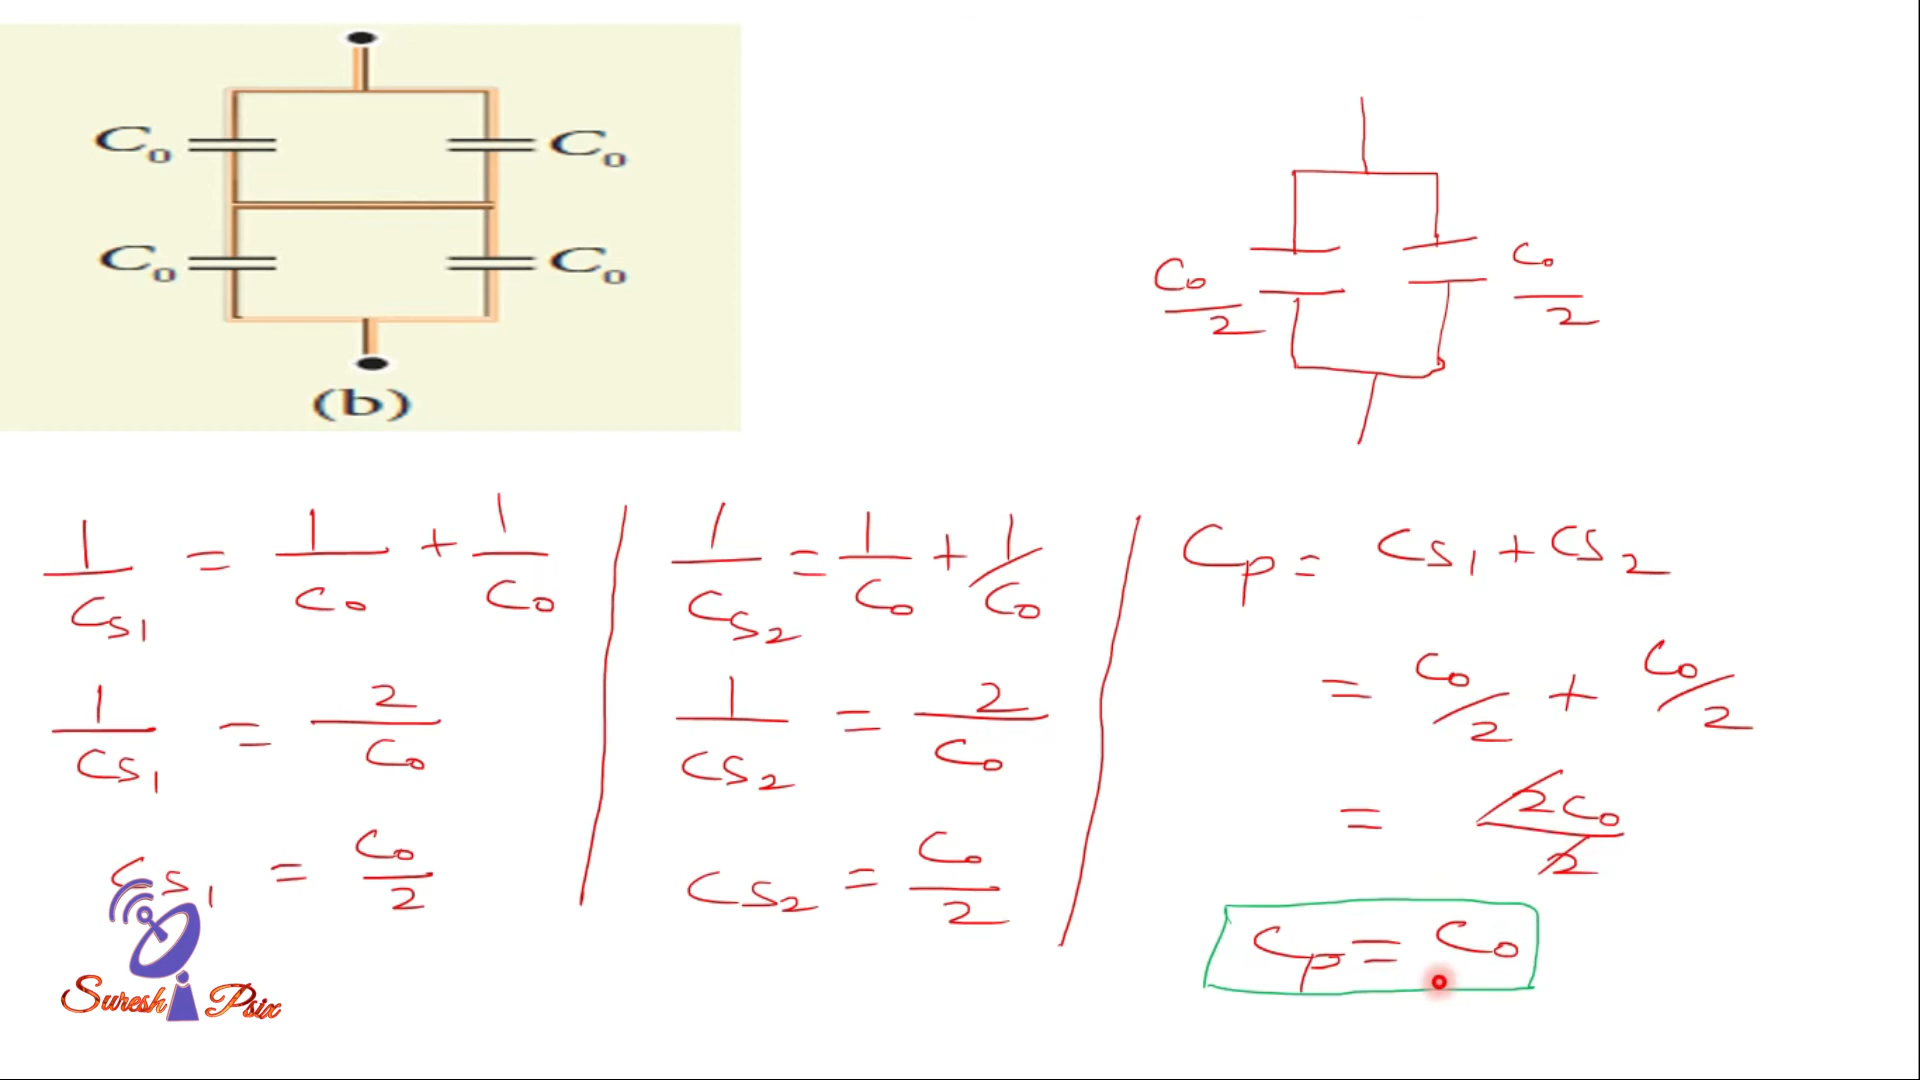 C₀ C₀
C₀ C₀
(b)
C₀/2 C₀/2
1/CS₁ = 1/C₀ + 1/C₀
1/CS₁ = 2/C₀
CS₁ = C₀/2
1/CS₂ = 1/C₀ + 1/C₀
1/CS₂ = 2/C₀
CS₂ = C₀/2
Cp = CS₁ + CS₂
= C₀/2 + C₀/2
= 2C₀/2
Cp = C₀
Suresh Psix